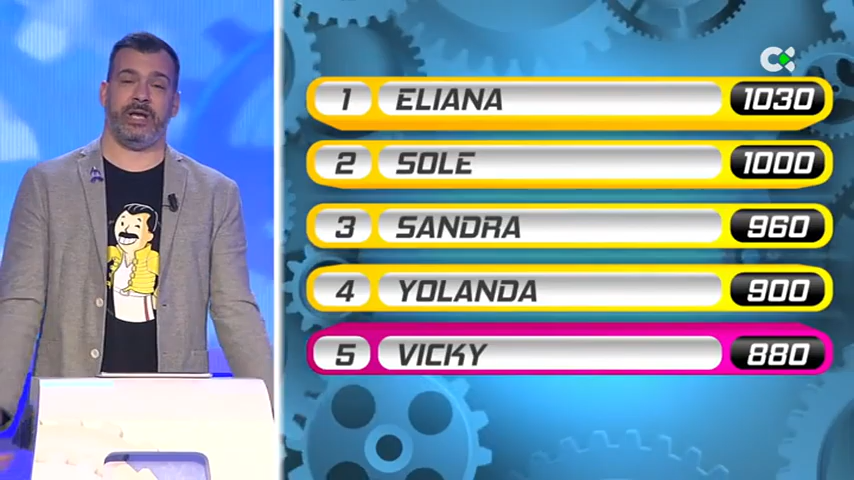 1 ELIANA 1030
2 SOLE 1000
3 SANDRA 960
4 YOLANDA 900
5 VICKY 880